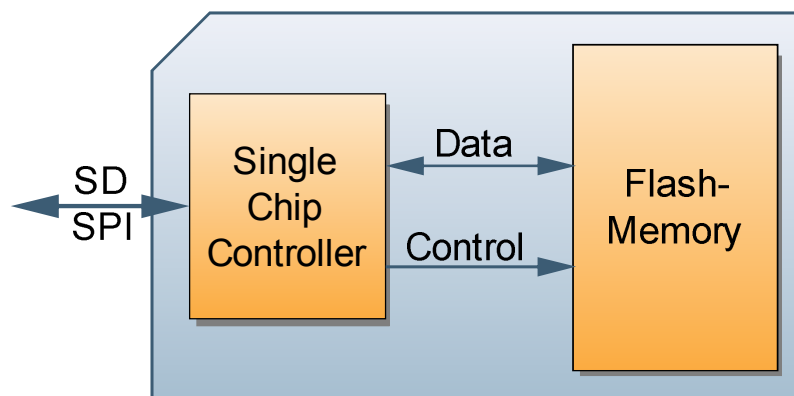 SD
SPI
Single
Chip
Controller
Data
Control
Flash-
Memory